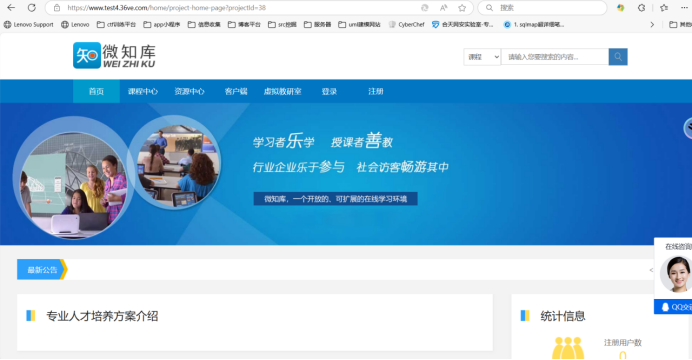 https://www.test4.36ve.com/home/project-home-page?projectId=38
搜索
Lenovo Support
Lenovo
ctf训练平台
app小程序
信息收集
博客平台
src挖掘
服务器
uml建模网站
CyberChef
合天网安实验室-专...
1. sqlmap超详细笔...
知
微知库
WEI ZHI KU
课程
请输入您要搜索的内容...
首页
课程中心
资源中心
客户端
虚拟教研室
登录
注册
学习者乐学 授课者善教
行业企业乐于参与 社会访客畅游其中
微知库，一个开放的、可扩展的在线学习环境
在线咨询
最新公告
<
QQ交
专业人才培养方案介绍
统计信息
注册用户数